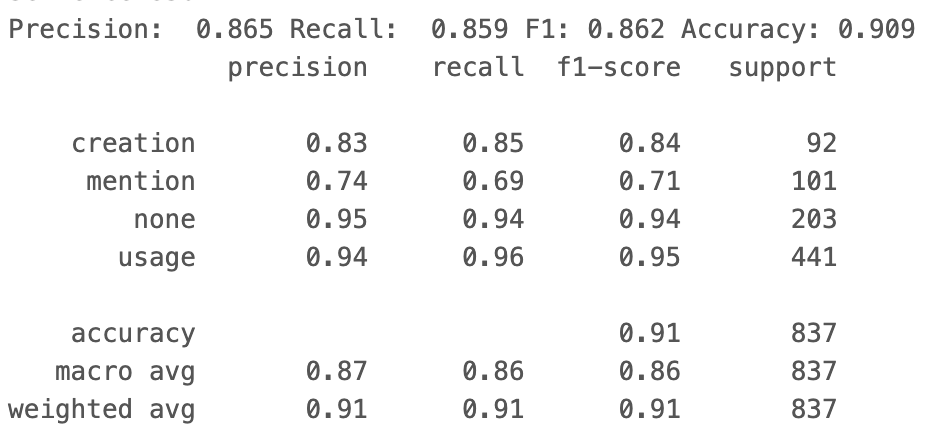 Precision:  0.865 Recall:  0.859 F1: 0.862 Accuracy: 0.909
precision recall f1-score support
creation 0.83 0.85 0.84 92
mention 0.74 0.69 0.71 101
none 0.95 0.94 0.94 203
usage 0.94 0.96 0.95 441
accuracy 0.91 837
macro avg 0.87 0.86 0.86 837
weighted avg 0.91 0.91 0.91 837